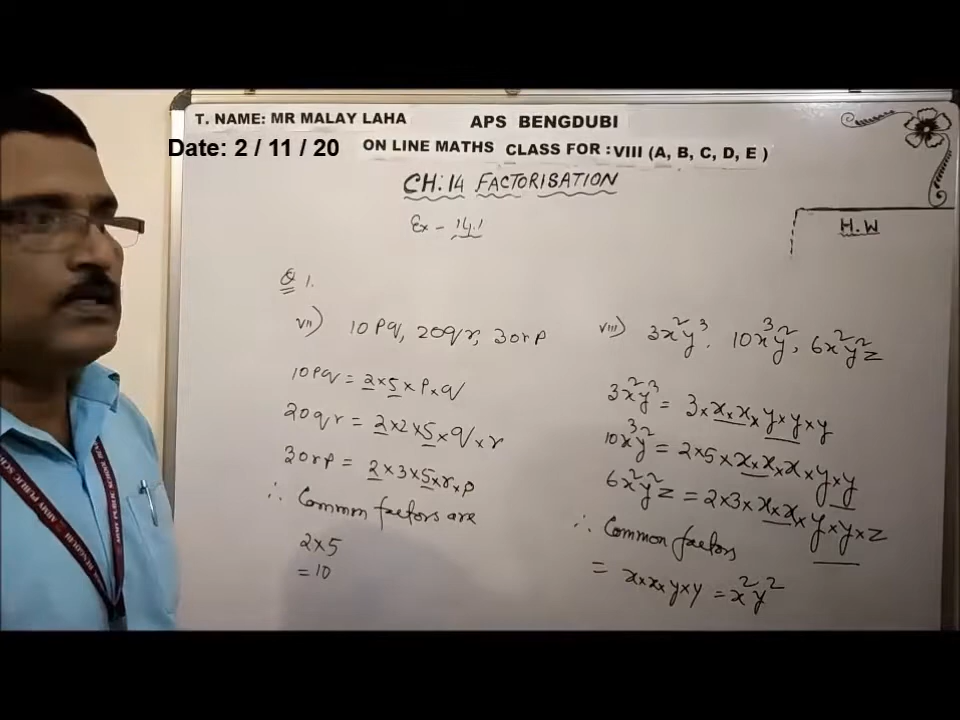 T. NAME: MR MALAY LAHA
APS BENGDUBI
Date: 2 / 11 / 20
ON LINE MATHS CLASS FOR : VIII (A, B, C, D, E )
CH: 14 FACTORISATION
Ex - 14.1
H.W
Q 1.
vii) 10pq, 20qr, 30rp
10pq = 2×5×p×q
20qr = 2×2×5×q×r
30rp = 2×3×5×r×p
∴ Common factors are
2×5
= 10
viii) 3x²y³, 10x³y², 6x²y²z
3x²y³ = 3×x×x×y×y×y
10x³y² = 2×5×x×x×x×y×y
6x²y²z = 2×3×x×x×y×y×z
∴ Common factors
= x×x×y×y = x²y²